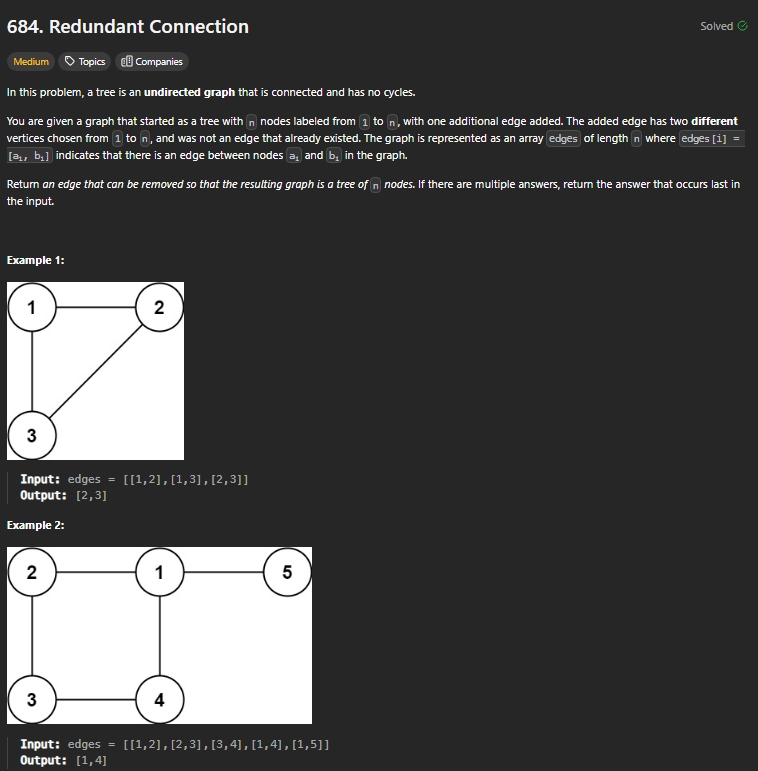 684. Redundant Connection
Solved
Medium Topics Companies
In this problem, a tree is an undirected graph that is connected and has no cycles.
You are given a graph that started as a tree with n nodes labeled from 1 to n, with one additional edge added. The added edge has two different
vertices chosen from 1 to n, and was not an edge that already existed. The graph is represented as an array edges of length n where edges[i] =
[aᵢ, bᵢ] indicates that there is an edge between nodes aᵢ and bᵢ in the graph.
Return an edge that can be removed so that the resulting graph is a tree of n nodes. If there are multiple answers, return the answer that occurs last in
the input.
Example 1:
1 2
3
Input: edges = [[1,2],[1,3],[2,3]]
Output: [2,3]
Example 2:
2 1 5
3 4
Input: edges = [[1,2],[2,3],[3,4],[1,4],[1,5]]
Output: [1,4]